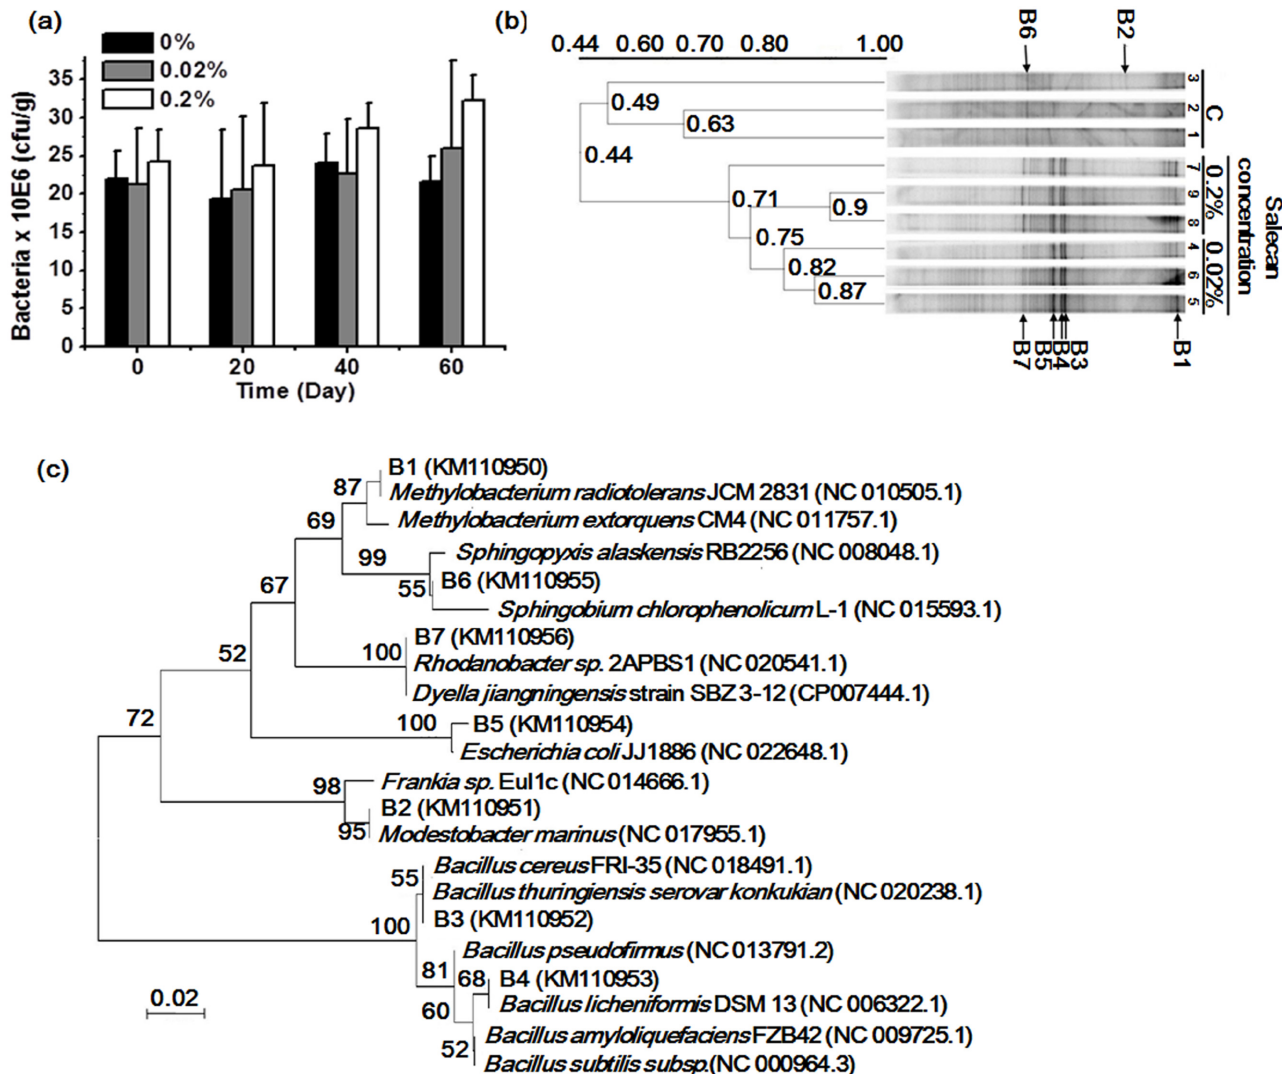 (a)
0%
0.02%
0.2%
35
30
25
20
15
10
5
0
Bacteria x 10E6 (cfu/g)
0 20 40 60
Time (Day)
(b)
0.44 0.60 0.70 0.80 1.00
B6 B2
0.49
0.63
0.44
0.71
0.9
0.75
0.82
0.87
3
2
1
7
9
8
4
6
5
C
0.2%
0.02%
Salecan
concentration
B7 B5 B4 B3 B1
(c)
B1 (KM110950)
87
Methylobacterium radiotolerans JCM 2831 (NC 010505.1)
69
Methylobacterium extorquens CM4 (NC 011757.1)
99
Sphingopyxis alaskensis RB2256 (NC 008048.1)
67
55
B6 (KM110955)
Sphingobium chlorophenolicum L-1 (NC 015593.1)
B7 (KM110956)
52
100
Rhodanobacter sp. 2APBS1 (NC 020541.1)
Dyella jiangningensis strain SBZ 3-12 (CP007444.1)
72
100
B5 (KM110954)
Escherichia coli JJ1886 (NC 022648.1)
98
Frankia sp. EuI1c (NC 014666.1)
B2 (KM110951)
95
Modestobacter marinus (NC 017955.1)
Bacillus cereus FRI-35 (NC 018491.1)
55
Bacillus thuringiensis serovar konkukian (NC 020238.1)
100
B3 (KM110952)
Bacillus pseudofirmus (NC 013791.2)
81
68
B4 (KM110953)
0.02
60
Bacillus licheniformis DSM 13 (NC 006322.1)
Bacillus amyloliquefaciens FZB42 (NC 009725.1)
52
Bacillus subtilis subsp.(NC 000964.3)